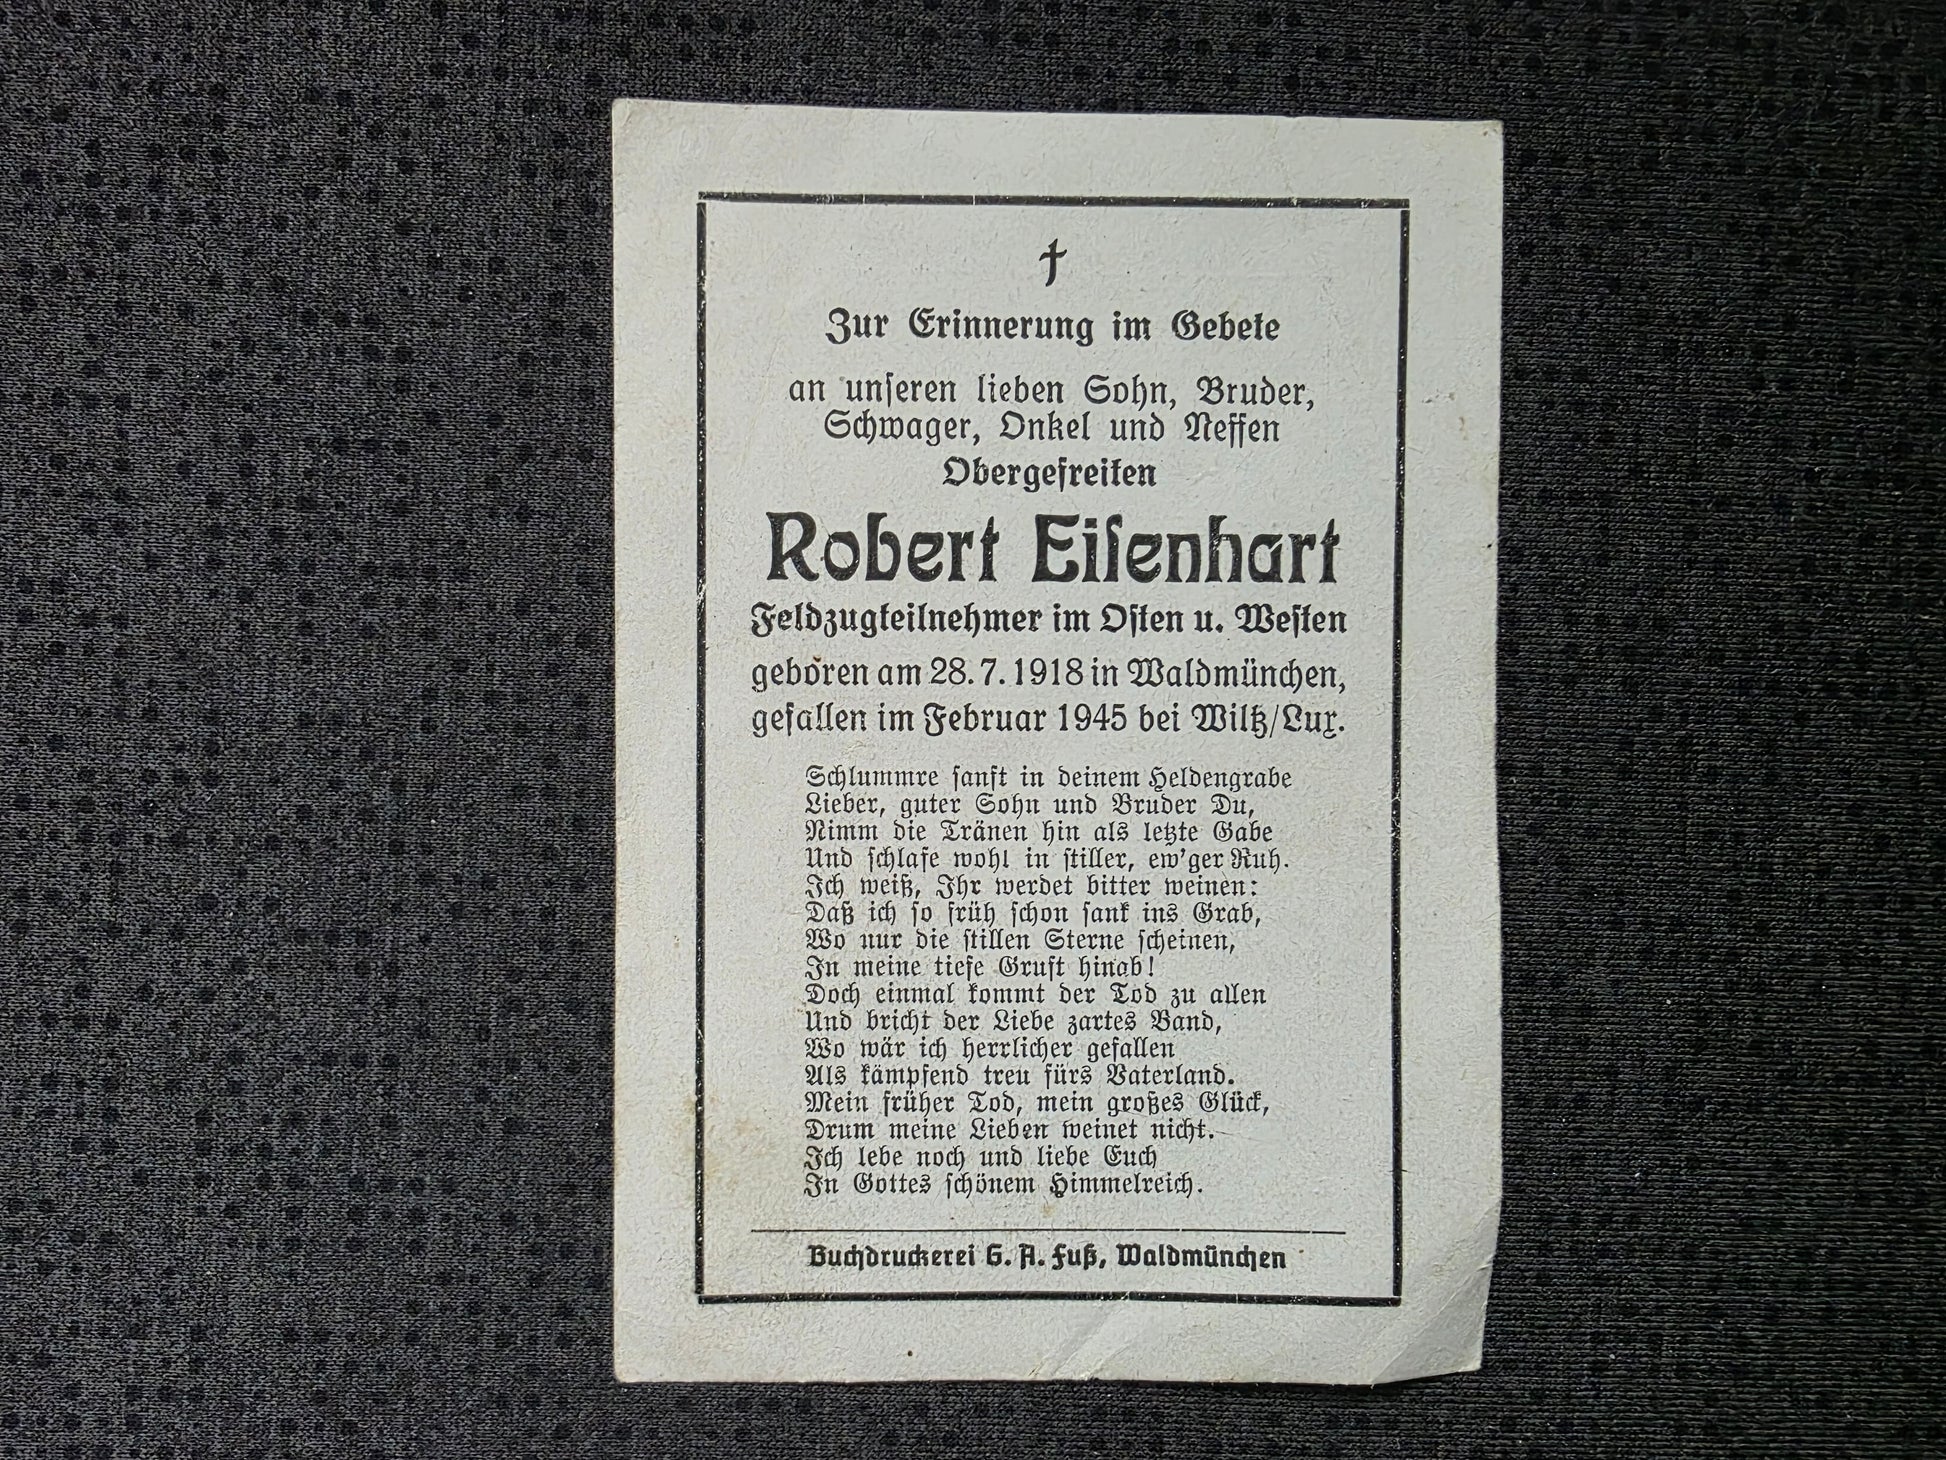 Zur Erinnerung im Gebete
an unseren lieben Sohn, Bruder,
Schwager, Onkel und Neffen
Obergefreiten
Robert Eisenhart
Feldzugteilnehmer im Osten u. Westen
geboren am 28. 7. 1918 in Waldmünchen,
gefallen im Februar 1945 bei Wiltz/Lux.
Schlummre sanft in deinem Heldengrabe
Lieber, guter Sohn und Bruder Du,
Nimm die Tränen hin als letzte Gabe
Und schlafe wohl in stiller, ew'ger Ruh.
Ich weiß, Ihr werdet bitter weinen:
Daß ich so früh schon sank ins Grab,
Wo nur die stillen Sterne scheinen,
In meine tiefe Gruft hinab!
Doch einmal kommt der Tod zu allen
Und bricht der Liebe zartes Band,
Wo wär ich herrlicher gefallen
Als kämpfend treu fürs Vaterland.
Mein früher Tod, mein großes Glück,
Drum meine Lieben weinet nicht.
Ich lebe noch und liebe Euch
In Gottes schönem Himmelreich.
Buchdruckerei G. A. Fuß, Waldmünchen